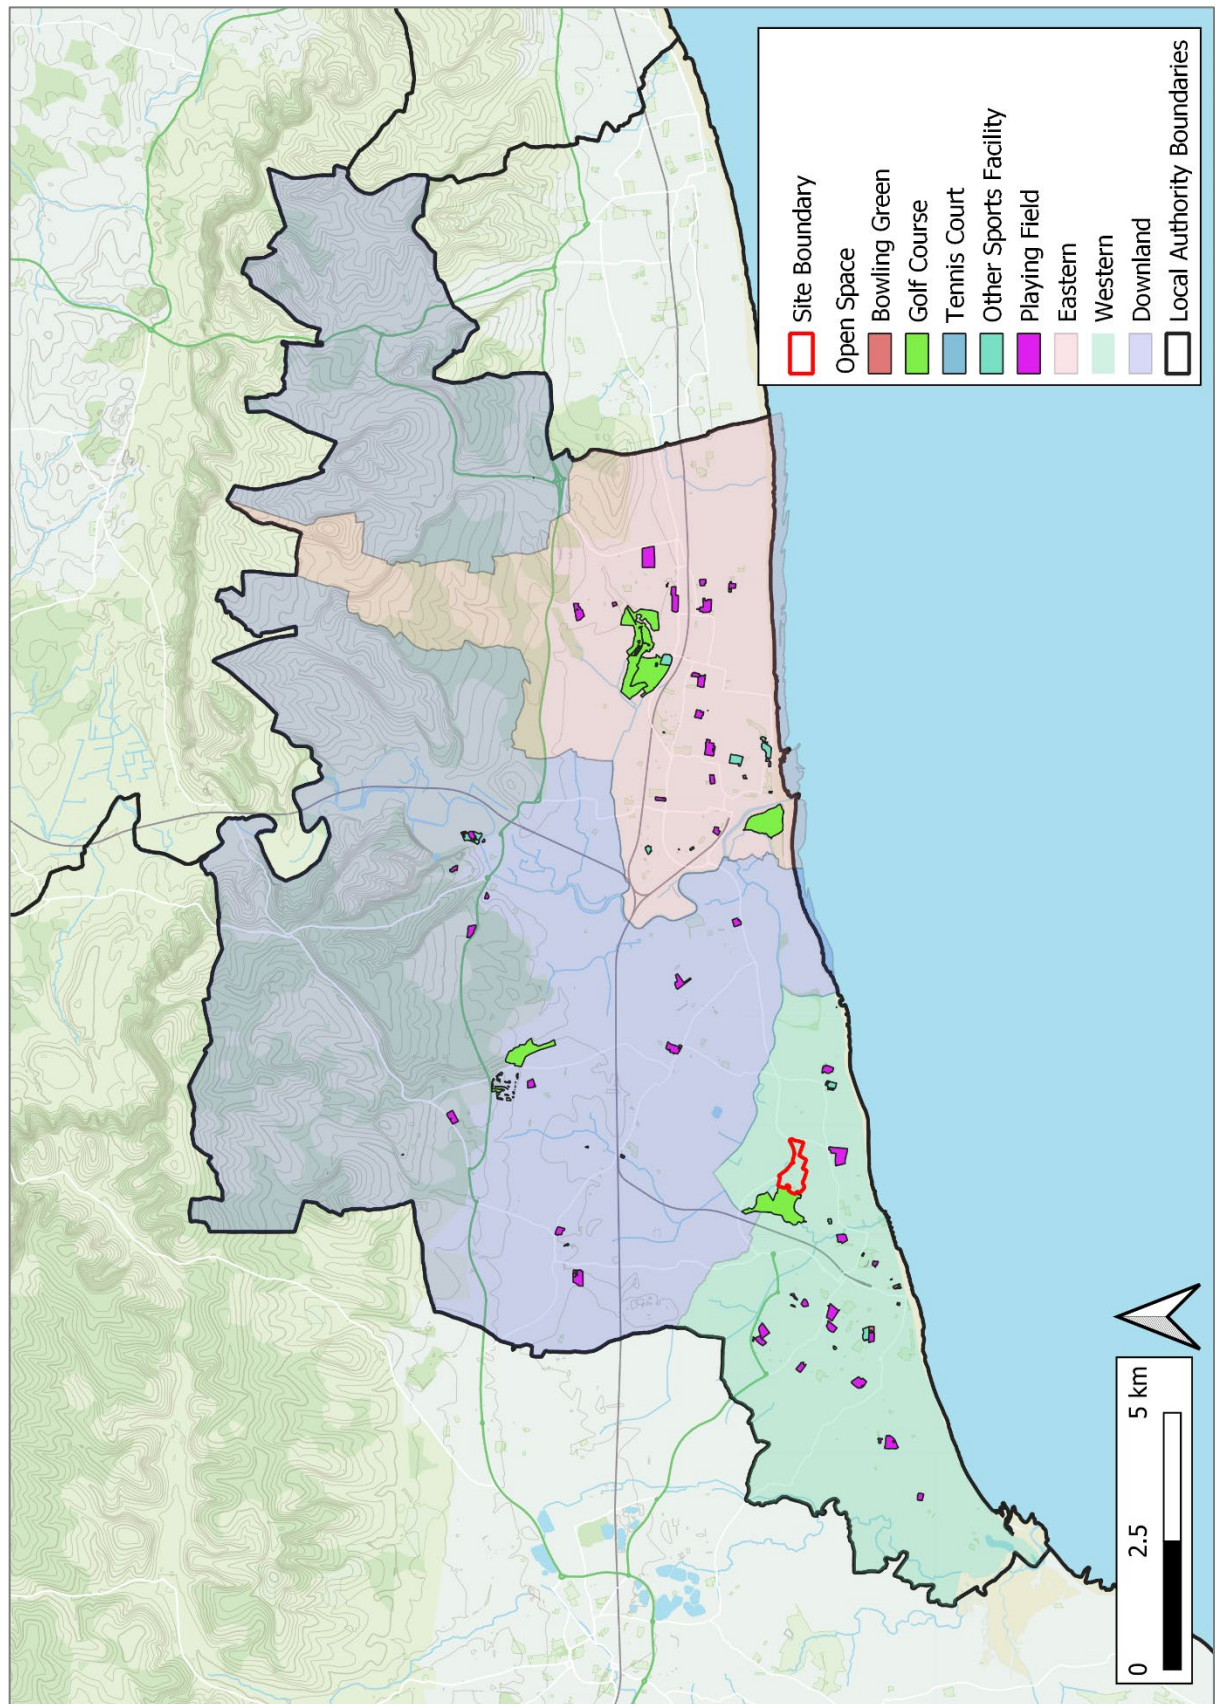 Site Boundary
Open Space
Bowling Green
Golf Course
Tennis Court
Other Sports Facility
Playing Field
Eastern
Western
Downland
Local Authority Boundaries
0 2.5 5 km